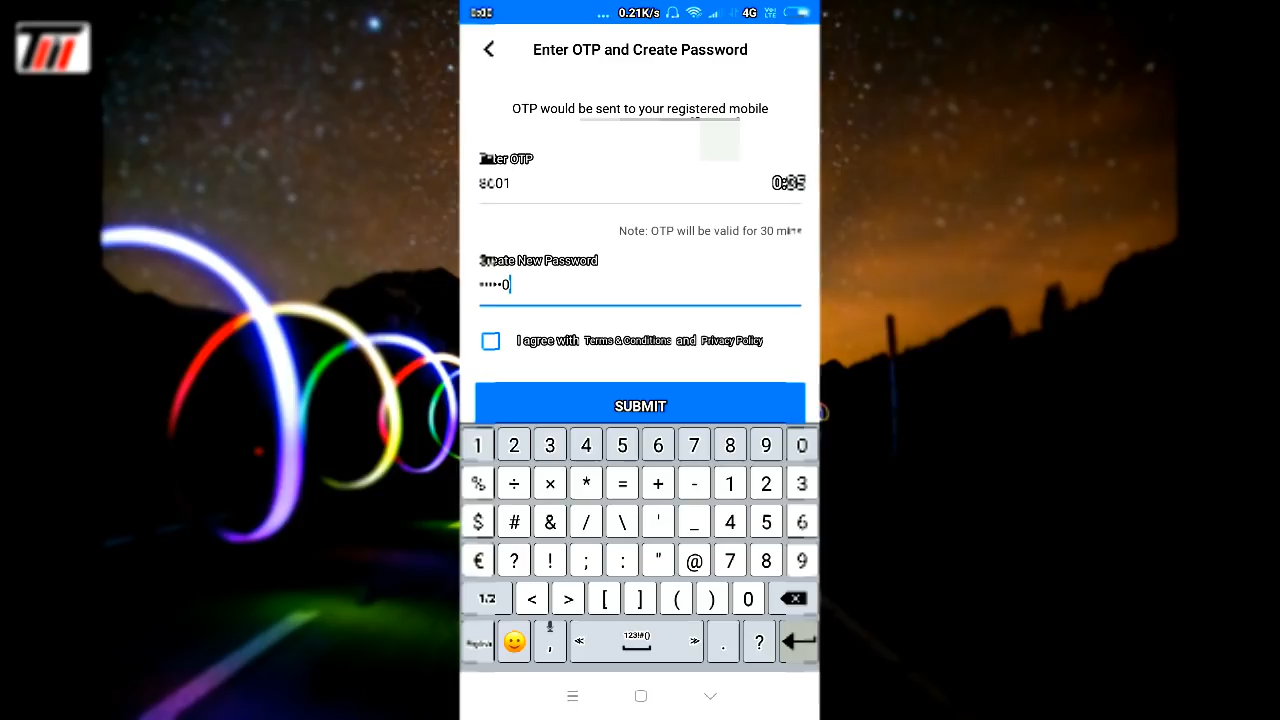 TM
0.21K/s 4G VoLTE
Enter OTP and Create Password
OTP would be sent to your registered mobile
Enter OTP
0:35
Note: OTP will be valid for 30 mins
Create New Password
•••••0
I agree with Terms & Conditions and Privacy Policy
SUBMIT
1 2 3 4 5 6 7 8 9 0
% ÷ × * = + - 1 2 3
$ # & / \ ' _ 4 5 6
€ ? ! ; : " @ 7 8 9
1.2 < > [ ] ( ) 0
, 123!#() . ?